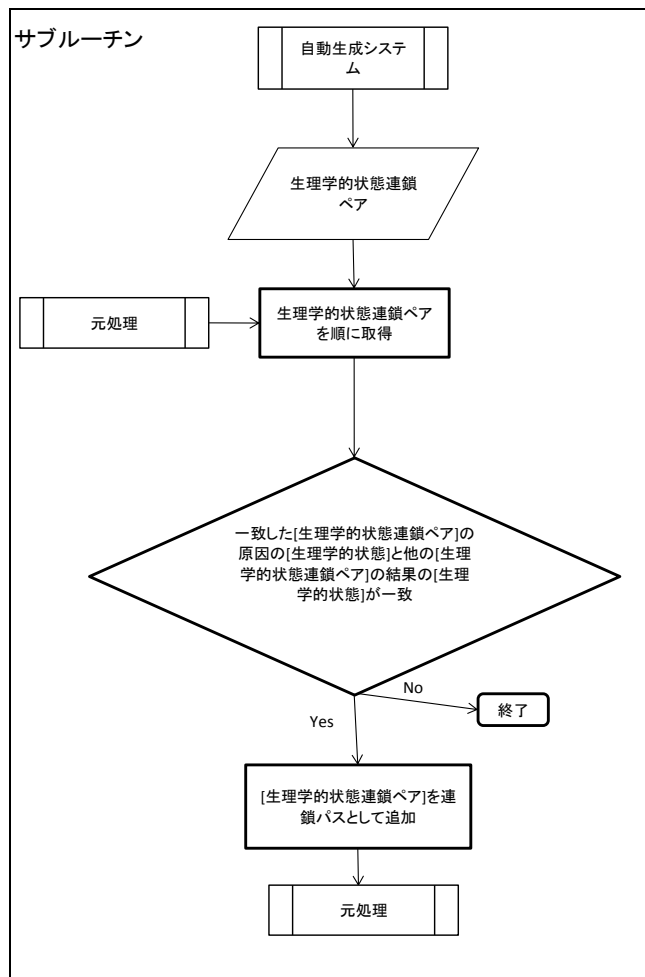 サブルーチン
自動生成システ
ム
生理学的状態連鎖
ペア
元処理
生理学的状態連鎖ペア
を順に取得
一致した[生理学的状態連鎖ペア]の
原因の[生理学的状態]と他の[生理
学的状態連鎖ペア]の結果の[生理
学的状態]が一致
No
終了
Yes
[生理学的状態連鎖ペア]を連
鎖パスとして追加
元処理